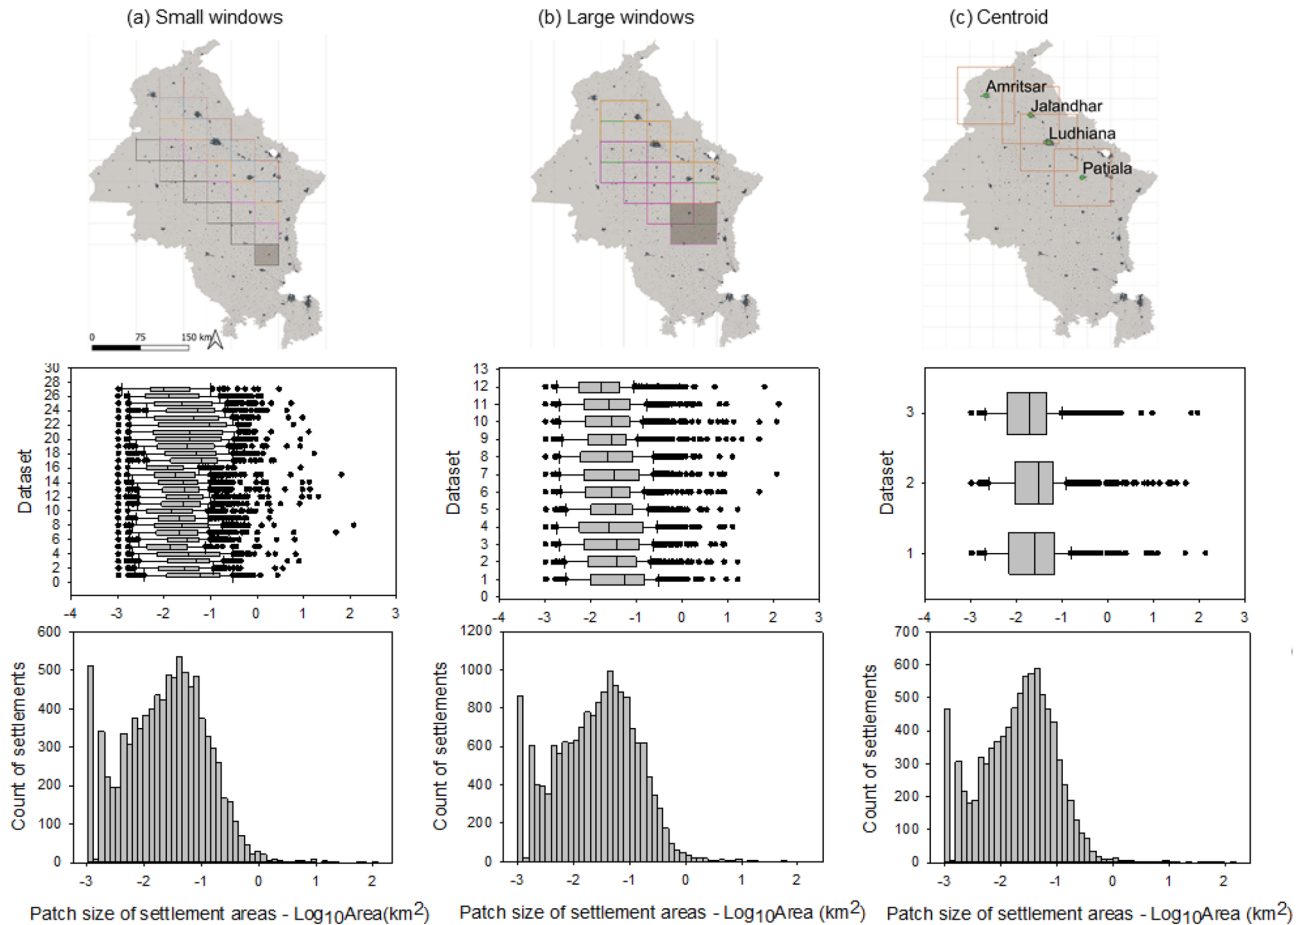 (a) Small windows
(b) Large windows
(c) Centroid
Amritsar
Jalandhar
Ludhiana
Patiala
0 75 150 km
30
28
26
24
22
20
18
16
14
12
10
8
6
4
2
0
Dataset
-4 -3 -2 -1 0 1 2 3
13
12
11
10
9
8
7
6
5
4
3
2
1
0
Dataset
-4 -3 -2 -1 0 1 2 3
3
2
1
Dataset
-4 -3 -2 -1 0 1 2 3
600
500
400
300
200
100
0
Count of settlements
-3 -2 -1 0 1 2
Patch size of settlement areas - Log10Area(km2)
1200
1000
800
600
400
200
0
Count of settlements
-3 -2 -1 0 1 2
Patch size of settlement areas - Log10Area (km2)
700
600
500
400
300
200
100
0
Count of settlements
-3 -2 -1 0 1 2
Patch size of settlement areas - Log10Area (km2)